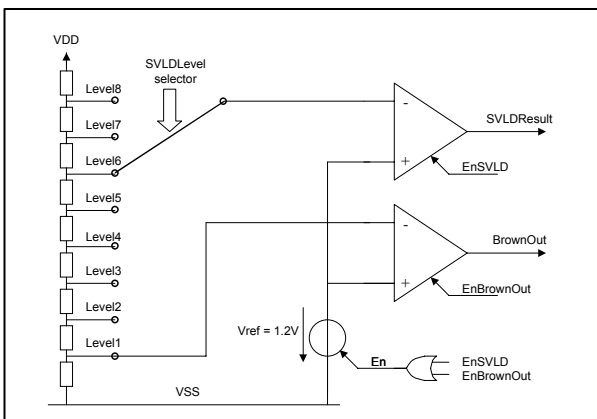 VDD
SVLDLevel
selector
Level8
Level7
Level6
Level5
Level4
Level3
Level2
Level1
VSS
-
+
SVLDResult
EnSVLD
-
+
BrownOut
EnBrownOut
Vref = 1.2V
En
EnSVLD
EnBrownOut